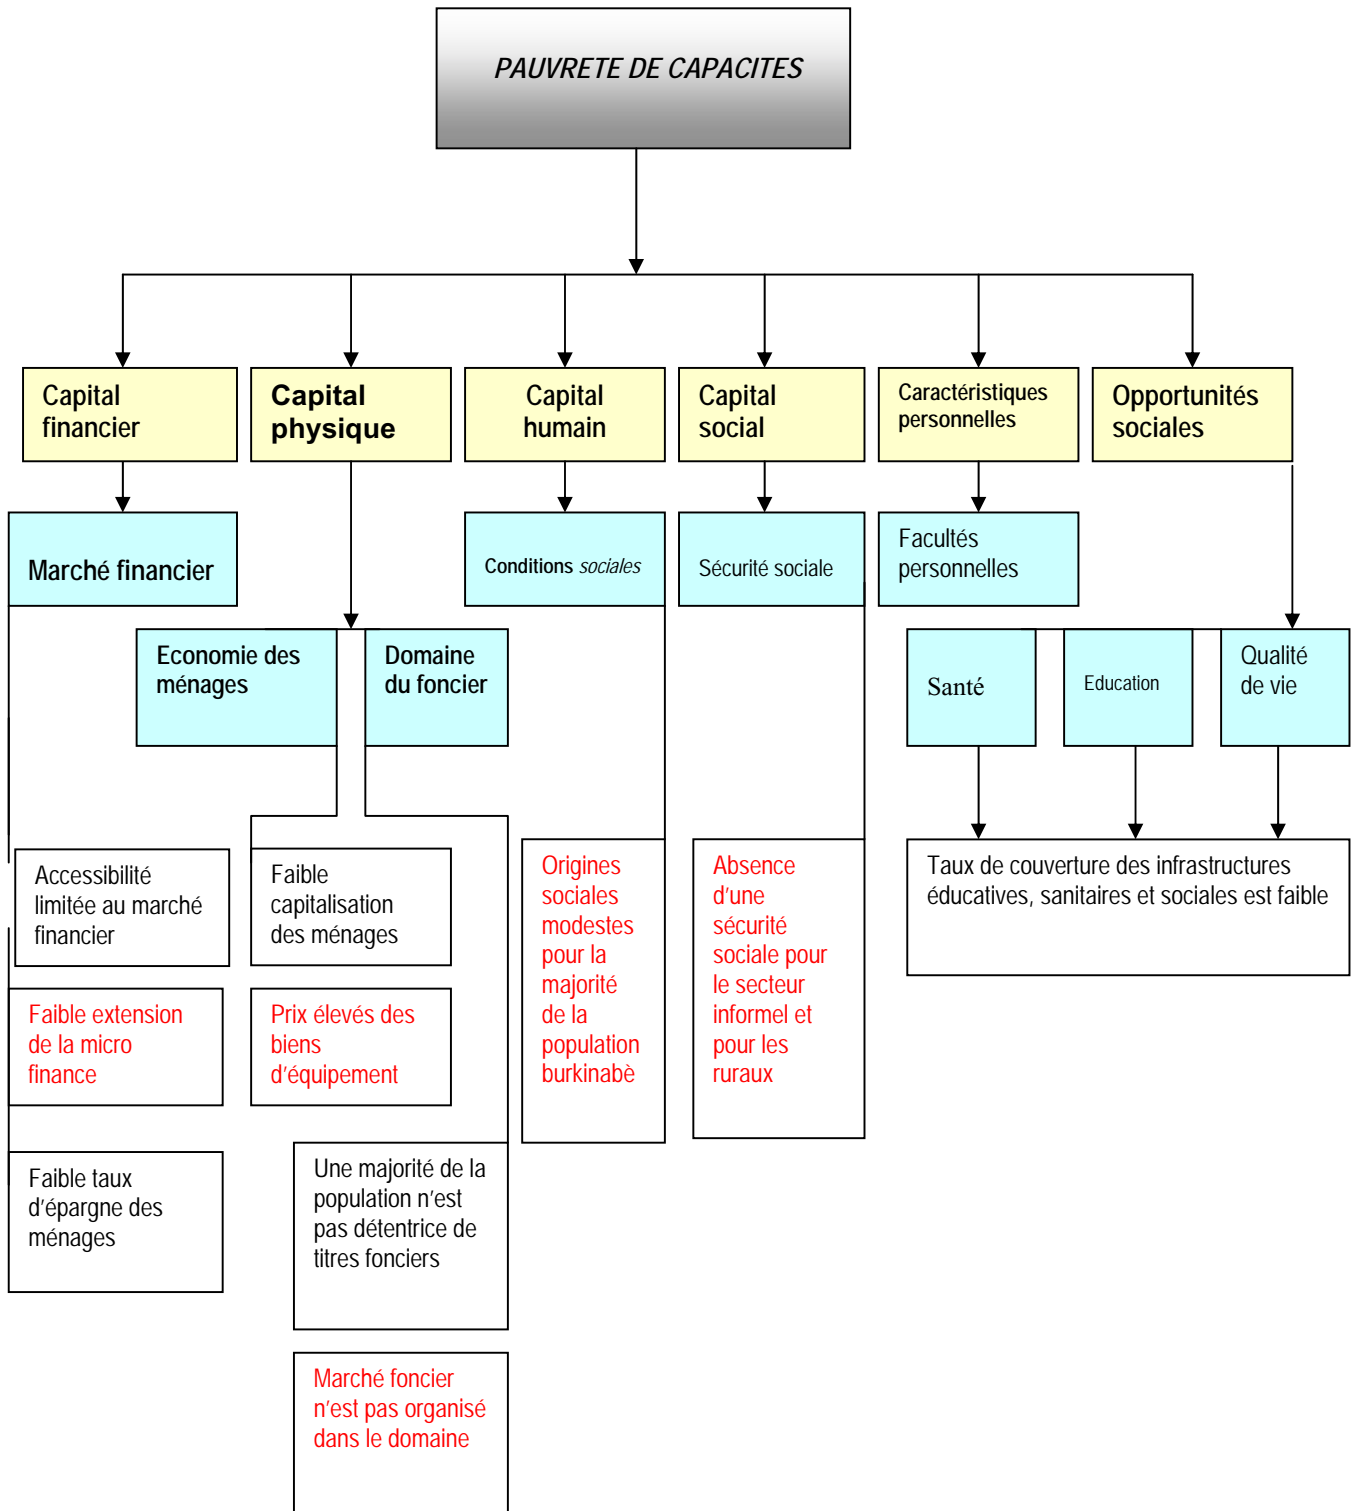 PAUVRETE DE CAPACITES
Capital
financier
Capital
physique
Capital
humain
Capital
social
Caractéristiques
personnelles
Opportunités
sociales
Marché financier
Conditions sociales
Sécurité sociale
Facultés
personnelles
Economie des
ménages
Domaine
du foncier
Santé
Education
Qualité
de vie
Accessibilité
limitée au marché
financier
Faible
capitalisation
des ménages
Origines
sociales
modestes
pour la
majorité
de la
population
burkinabè
Absence
d'une
sécurité
sociale pour
le secteur
informel et
pour les
ruraux
Taux de couverture des infrastructures
éducatives, sanitaires et sociales est faible
Faible extension
de la micro
finance
Prix élevés des
biens
d'équipement
Faible taux
d'épargne des
ménages
Une majorité de la
population n'est
pas détentrice de
titres fonciers
Marché foncier
n'est pas organisé
dans le domaine